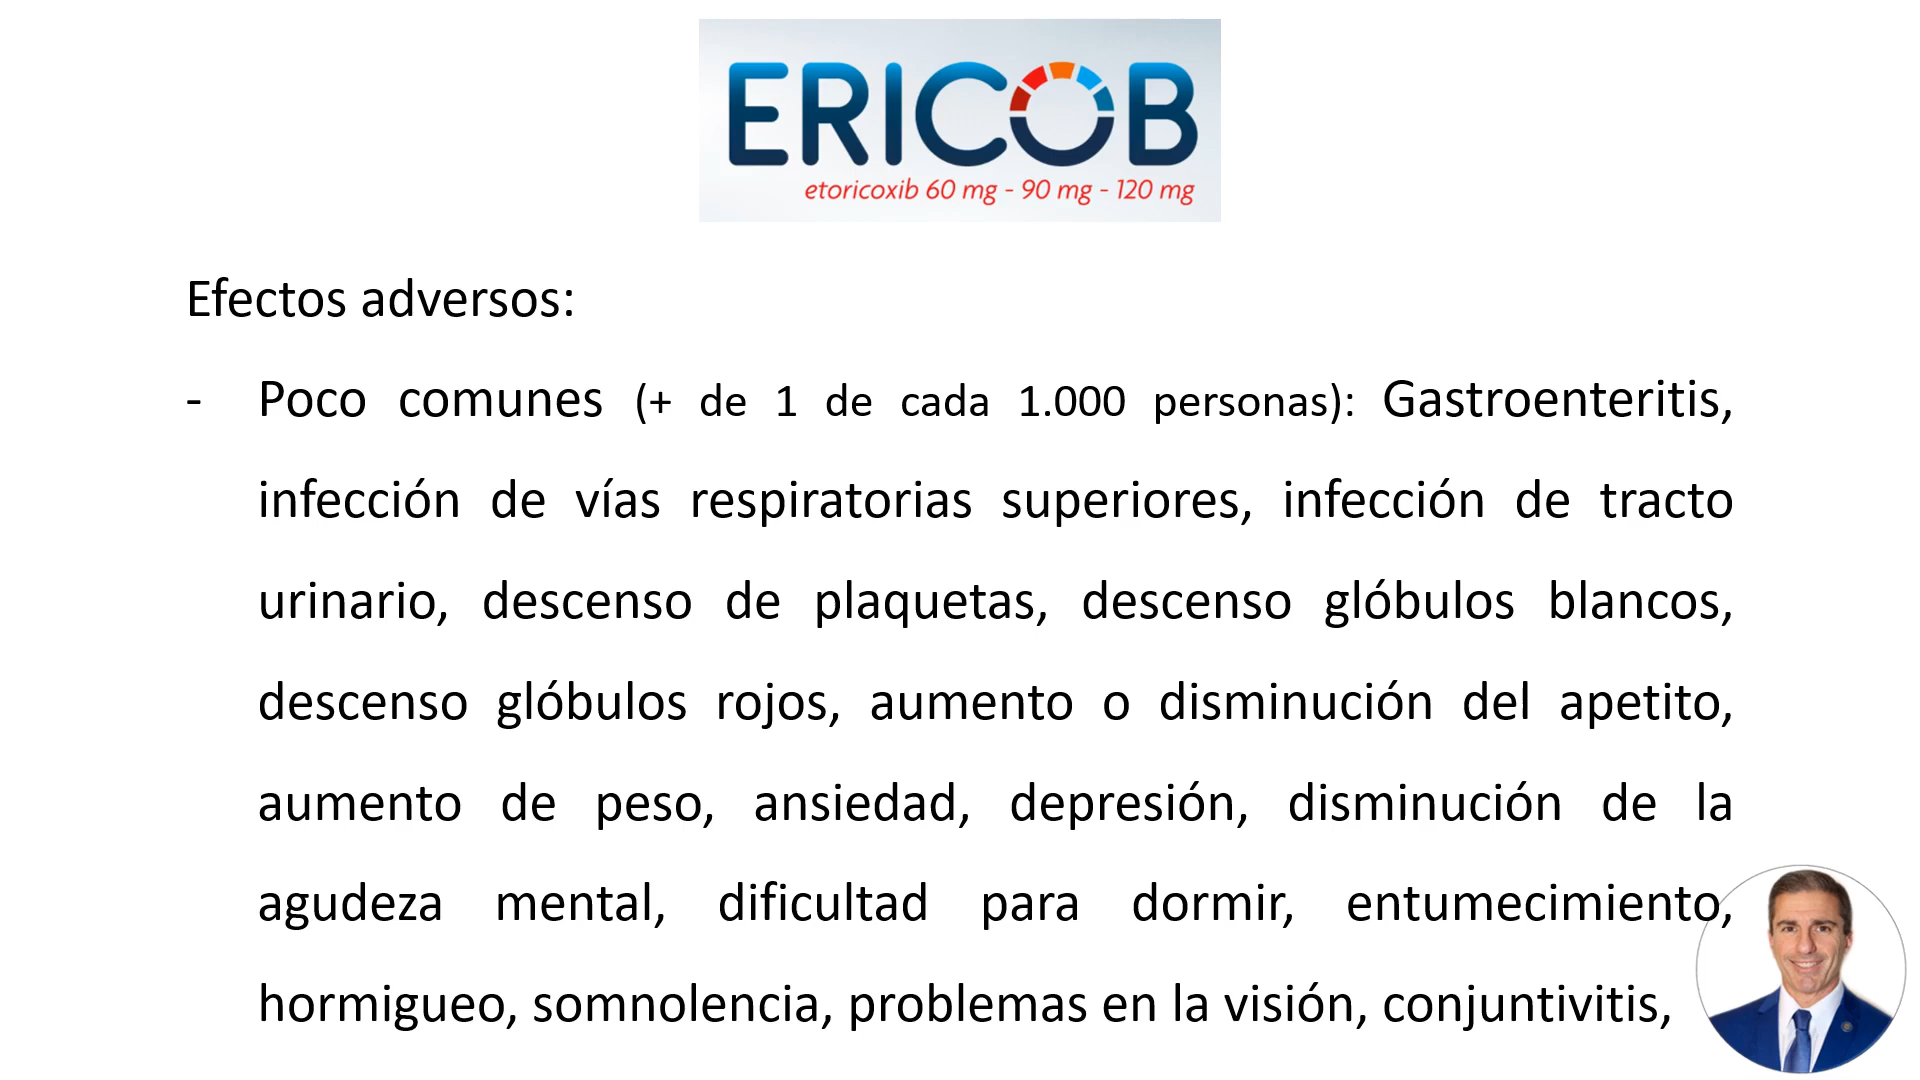 ERICOB
etoricoxib 60 mg - 90 mg - 120 mg
Efectos adversos:
- Poco comunes (+ de 1 de cada 1.000 personas): Gastroenteritis,
infección de vías respiratorias superiores, infección de tracto
urinario, descenso de plaquetas, descenso glóbulos blancos,
descenso glóbulos rojos, aumento o disminución del apetito,
aumento de peso, ansiedad, depresión, disminución de la
agudeza mental, dificultad para dormir, entumecimiento,
hormigueo, somnolencia, problemas en la visión, conjuntivitis,